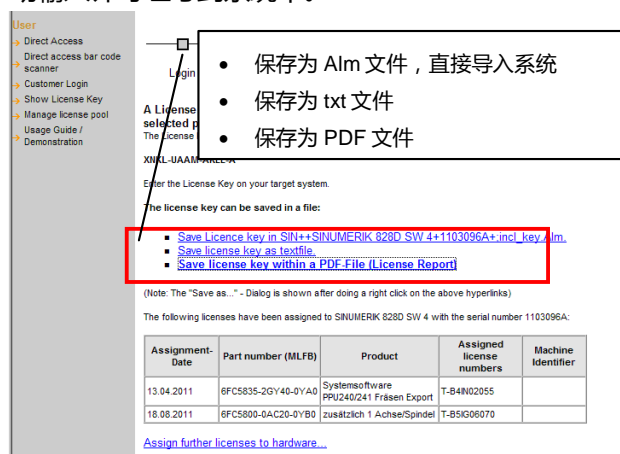 User
Direct Access
Direct access bar code
scanner
Customer Login
Show License Key
Manage license pool
Usage Guide /
Demonstration
Login
• 保存为 Alm 文件，直接导入系统
• 保存为 txt 文件
• 保存为 PDF 文件
A License
selected p
The License
XNKL-UAAM-AKLL-A
Enter the License Key on your target system.
The license key can be saved in a file:
Save Licence key in SIN++SINUMERIK 828D SW 4+1103096A+:incl_key.Alm.
Save license key as textfile.
Save license key within a PDF-File (License Report)
(Note: The "Save as..." - Dialog is shown after doing a right click on the above hyperlinks)
The following licenses have been assigned to SINUMERIK 828D SW 4 with the serial number 1103096A:
Assignment-Date Part number (MLFB) Product Assigned license numbers Machine Identifier
13.04.2011 6FC5835-2GY40-0YA0 Systemsoftware PPU240/241 Fräsen Export T-B4IN02055
18.08.2011 6FC5800-0AC20-0YB0 zusätzlich 1 Achse/Spindel T-B5IG06070
Assign further licenses to hardware...